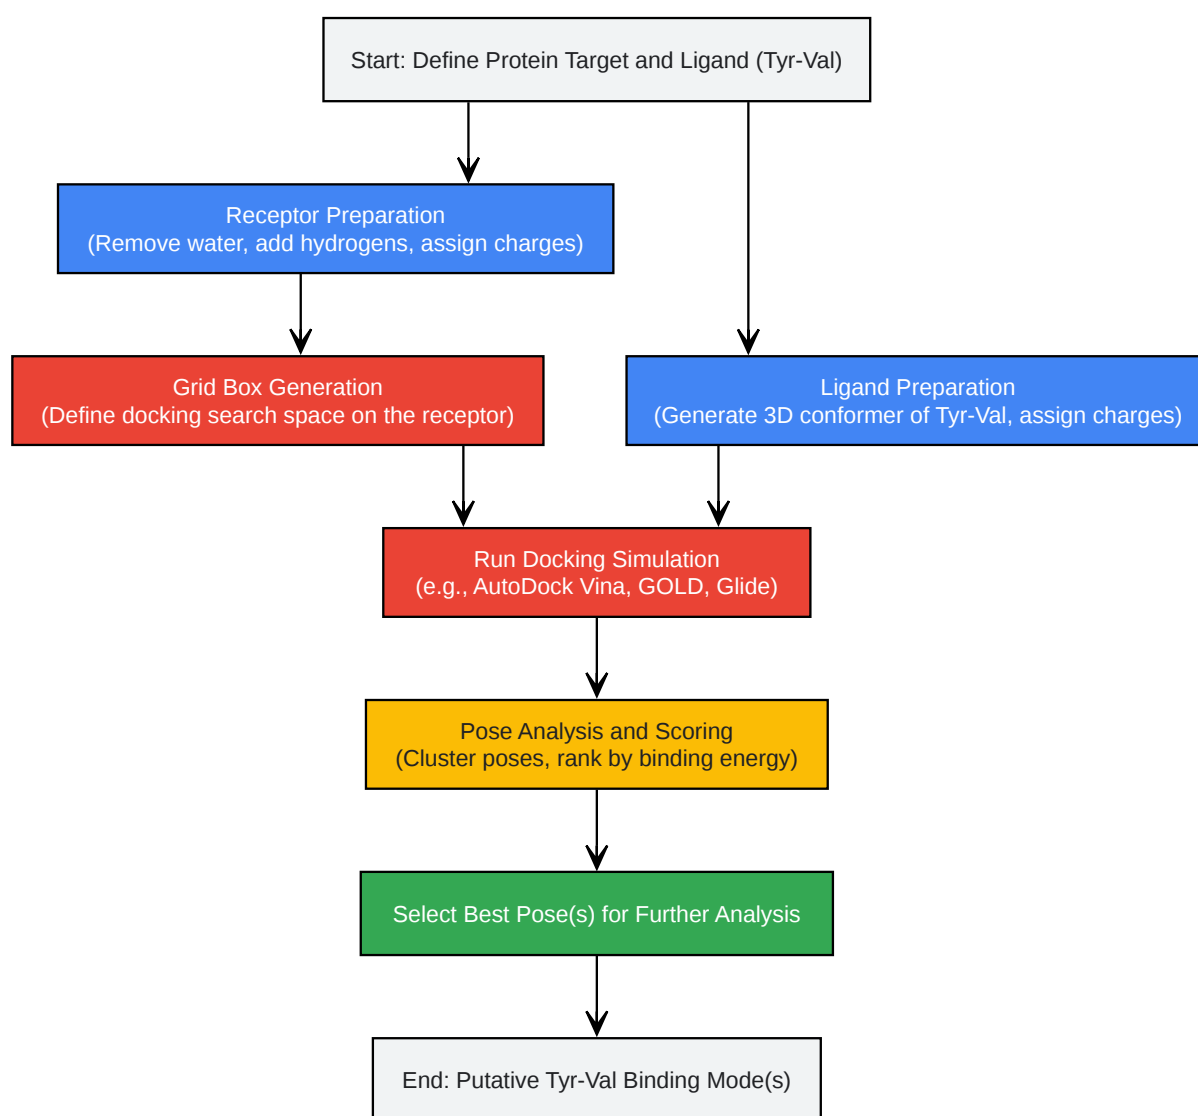 Start: Define Protein Target and Ligand (Tyr-Val)
Receptor Preparation
(Remove water, add hydrogens, assign charges)
Grid Box Generation
(Define docking search space on the receptor)
Ligand Preparation
(Generate 3D conformer of Tyr-Val, assign charges)
Run Docking Simulation
(e.g., AutoDock Vina, GOLD, Glide)
Pose Analysis and Scoring
(Cluster poses, rank by binding energy)
Select Best Pose(s) for Further Analysis
End: Putative Tyr-Val Binding Mode(s)